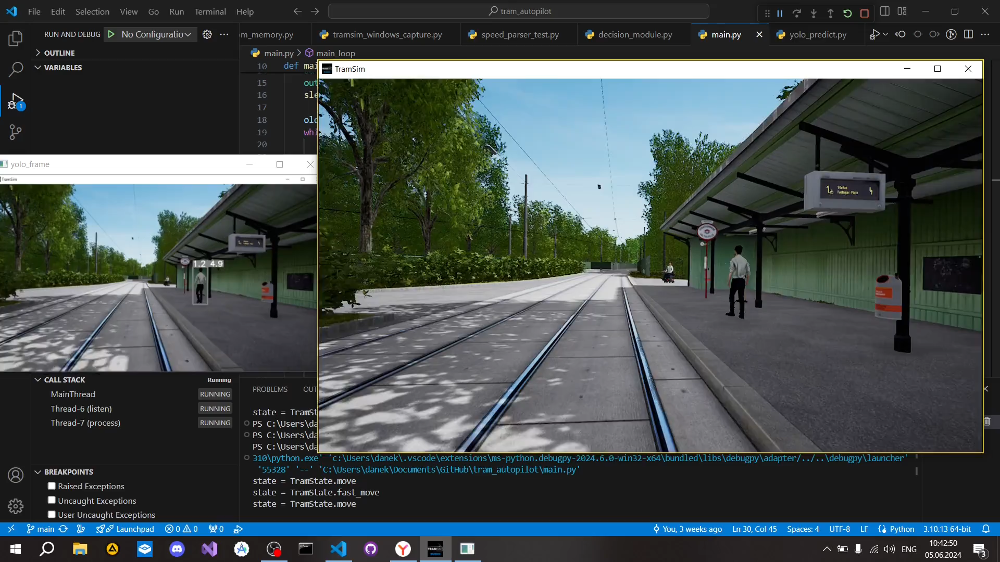 File Edit Selection View Go Run Terminal Help
tram_autopilot
RUN AND DEBUG No Configuratio
om_memory.py tramsim_windows_capture.py speed_parser_test.py decision_module.py main.py yolo_predict.py
OUTLINE
main.py > main_loop
VARIABLES
10 def mai
TramSim
15 out
16 sle
17
18 old
19 whi
20
yolo_frame
TramSim
1.2 4.9
1
4
CALL STACK Running
MainThread RUNNING
Thread-6 (listen) RUNNING
Thread-7 (process) RUNNING
PROBLEMS OUT
state = TramSt
PS C:\Users\da
PS C:\Users\da
PS C:\Users\da
310\python.exe' 'c:\Users\danek\.vscode\extensions\ms-python.debugpy-2024.6.0-win32-x64\bundled\libs\debugpy\adapter/../..\debugpy\launcher'
'55328' '--' 'C:\Users\danek\Documents\GitHub\tram_autopilot\main.py'
state = TramState.move
state = TramState.fast_move
state = TramState.move
BREAKPOINTS
Raised Exceptions
Uncaught Exceptions
User Uncaught Exceptions
main Launchpad 0 0 0 You, 3 weeks ago Ln 30, Col 45 Spaces: 4 UTF-8 LF Python 3.10.13 64-bit
ENG 10:42:50
05.06.2024 3